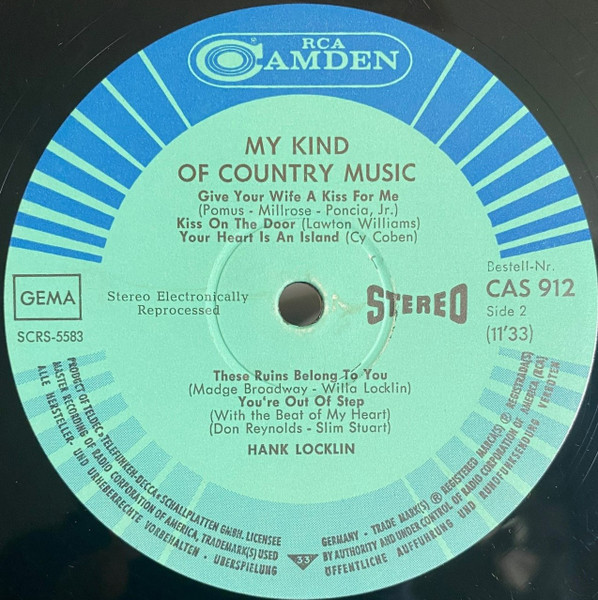 RCA
CAMDEN
®
MY KIND
OF COUNTRY MUSIC
Give Your Wife A Kiss For Me
(Pomus - Millrose - Poncia, Jr.)
Kiss On The Door (Lawton Williams)
Your Heart Is An Island (Cy Coben)
GEMA
SCRS-5583
Stereo Electronically
Reprocessed
STEREO
Bestell-Nr.
CAS 912
Side 2
(11'33)
These Ruins Belong To You
(Madge Broadway - Willa Locklin)
You're Out Of Step
(With the Beat of My Heart)
(Don Reynolds - Slim Stuart)
HANK LOCKLIN
PRODUCT OF TELDEC »TELEFUNKEN-DECCA« SCHALLPLATTEN GMBH. LICENSEE
MASTER RECORDING OF RADIO CORPORATION OF AMERICA, TRADEMARK(S) USED
ALLE HERSTELLER- UND URHEBERRECHTE VORBEHALTEN · ÜBERSPIELUNG
33
GERMANY - TRADE MARK(S) ® REGISTERED MARCA(S) ® REGISTRADA(S)
BY AUTHORITY AND UNDER CONTROL OF RADIO CORPORATION OF AMERICA (RCA)
ÖFFENTLICHE AUFFÜHRUNG UND RUNDFUNKSENDUNG VERBOTEN